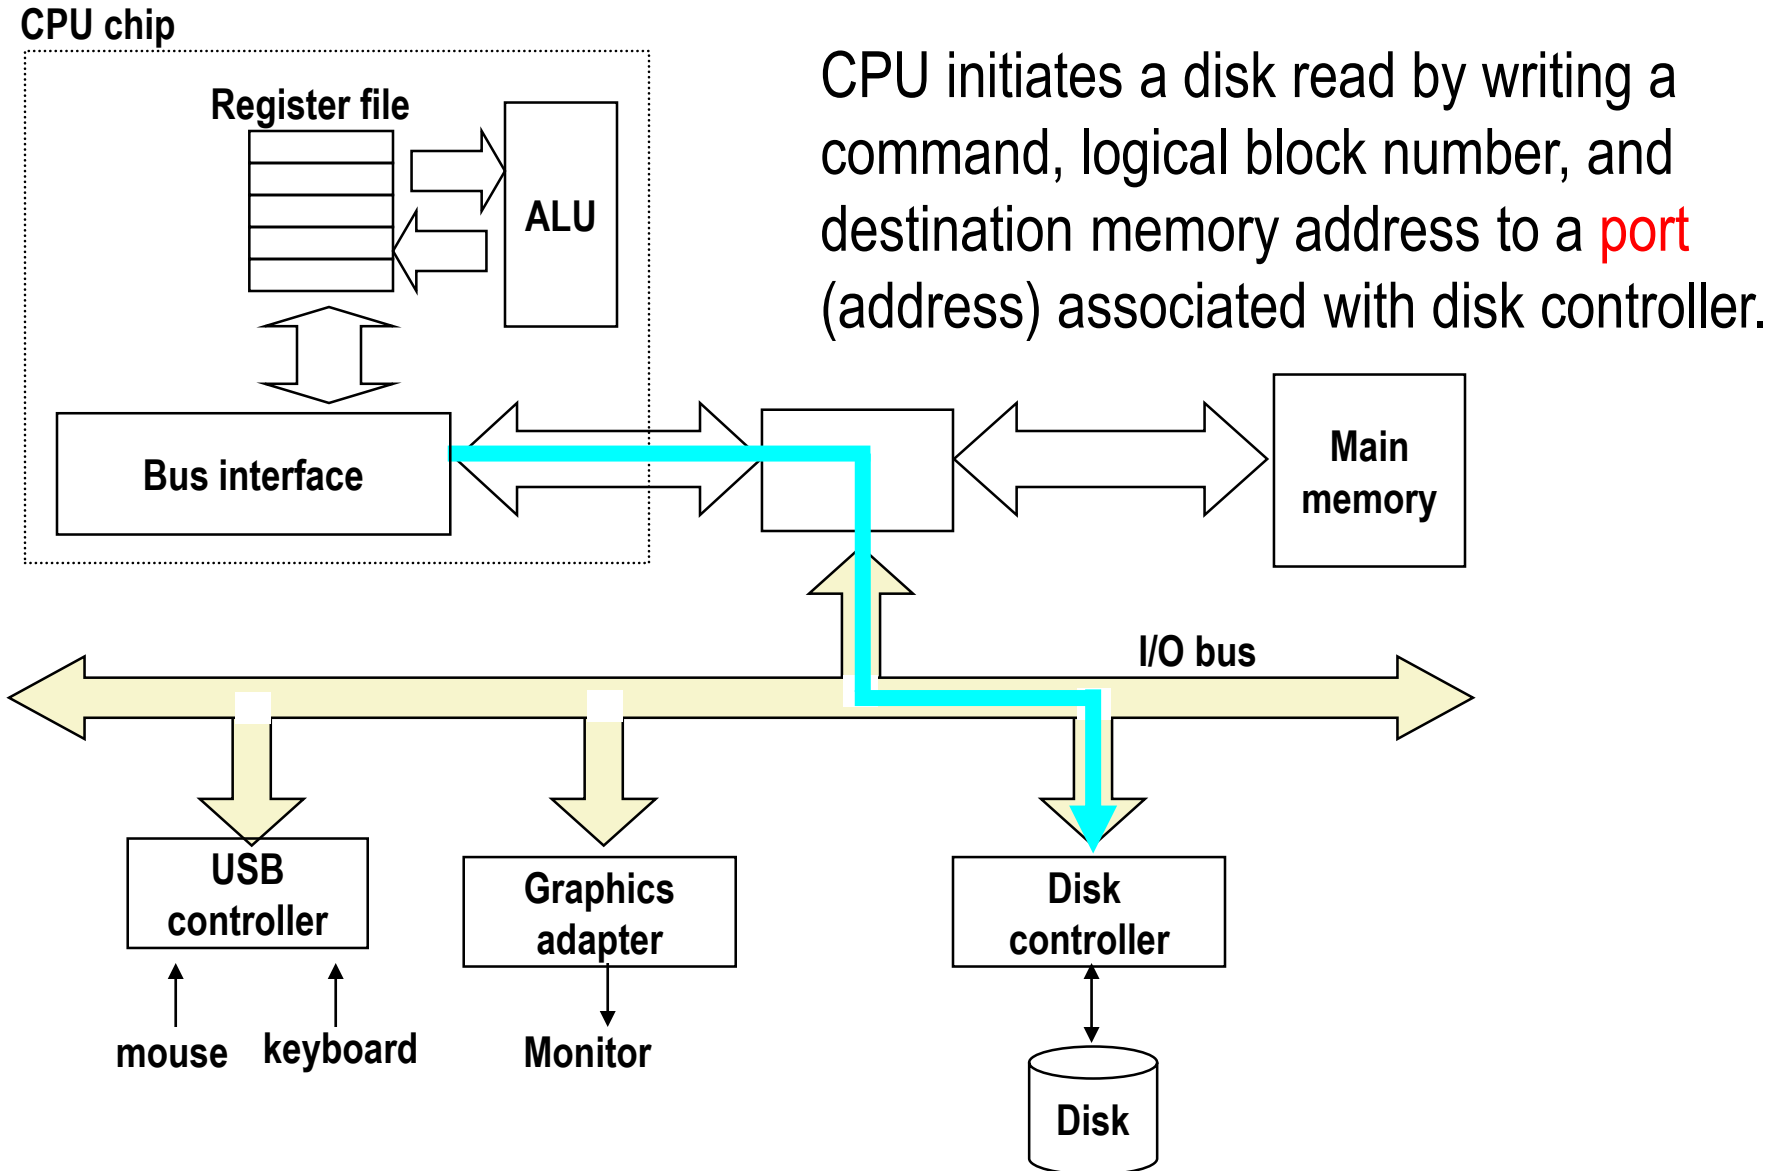 CPU chip
CPU initiates a disk read by writing a
command, logical block number, and
destination memory address to a port
(address) associated with disk controller.
Register file
ALU
Bus interface
Main
memory
I/O bus
USB
controller
Graphics
adapter
Disk
controller
mouse
keyboard
Monitor
Disk